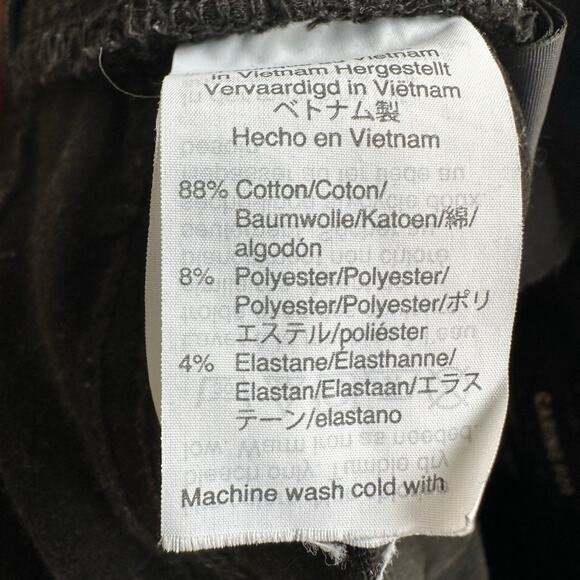 in Vietnam Hergestellt
Vervaardigd in Viëtnam
ベトナム製
Hecho en Vietnam
88% Cotton/Coton/
Baumwolle/Katoen/綿/
algodón
8% Polyester/Polyester/
Polyester/Polyester/ポリ
エステル/poliéster
4% Elastane/Élasthanne/
Elastan/Elastaan/エラス
テーン/elastano
Machine wash cold with